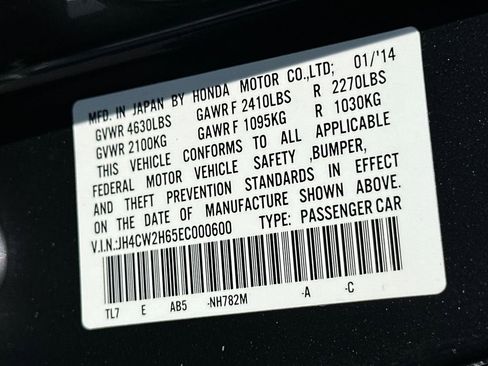 MFD. IN JAPAN BY HONDA MOTOR CO.,LTD; 01/'14
GVWR 4630LBS GAWR F 2410LBS R 2270LBS
GVWR 2100KG GAWR F 1095KG R 1030KG
THIS VEHICLE CONFORMS TO ALL APPLICABLE
FEDERAL MOTOR VEHICLE SAFETY ,BUMPER,
AND THEFT PREVENTION STANDARDS IN EFFECT
ON THE DATE OF MANUFACTURE SHOWN ABOVE.
V.I.N:JH4CW2H65EC000600 TYPE: PASSENGER CAR
TL7 E AB5 -NH782M -A -C